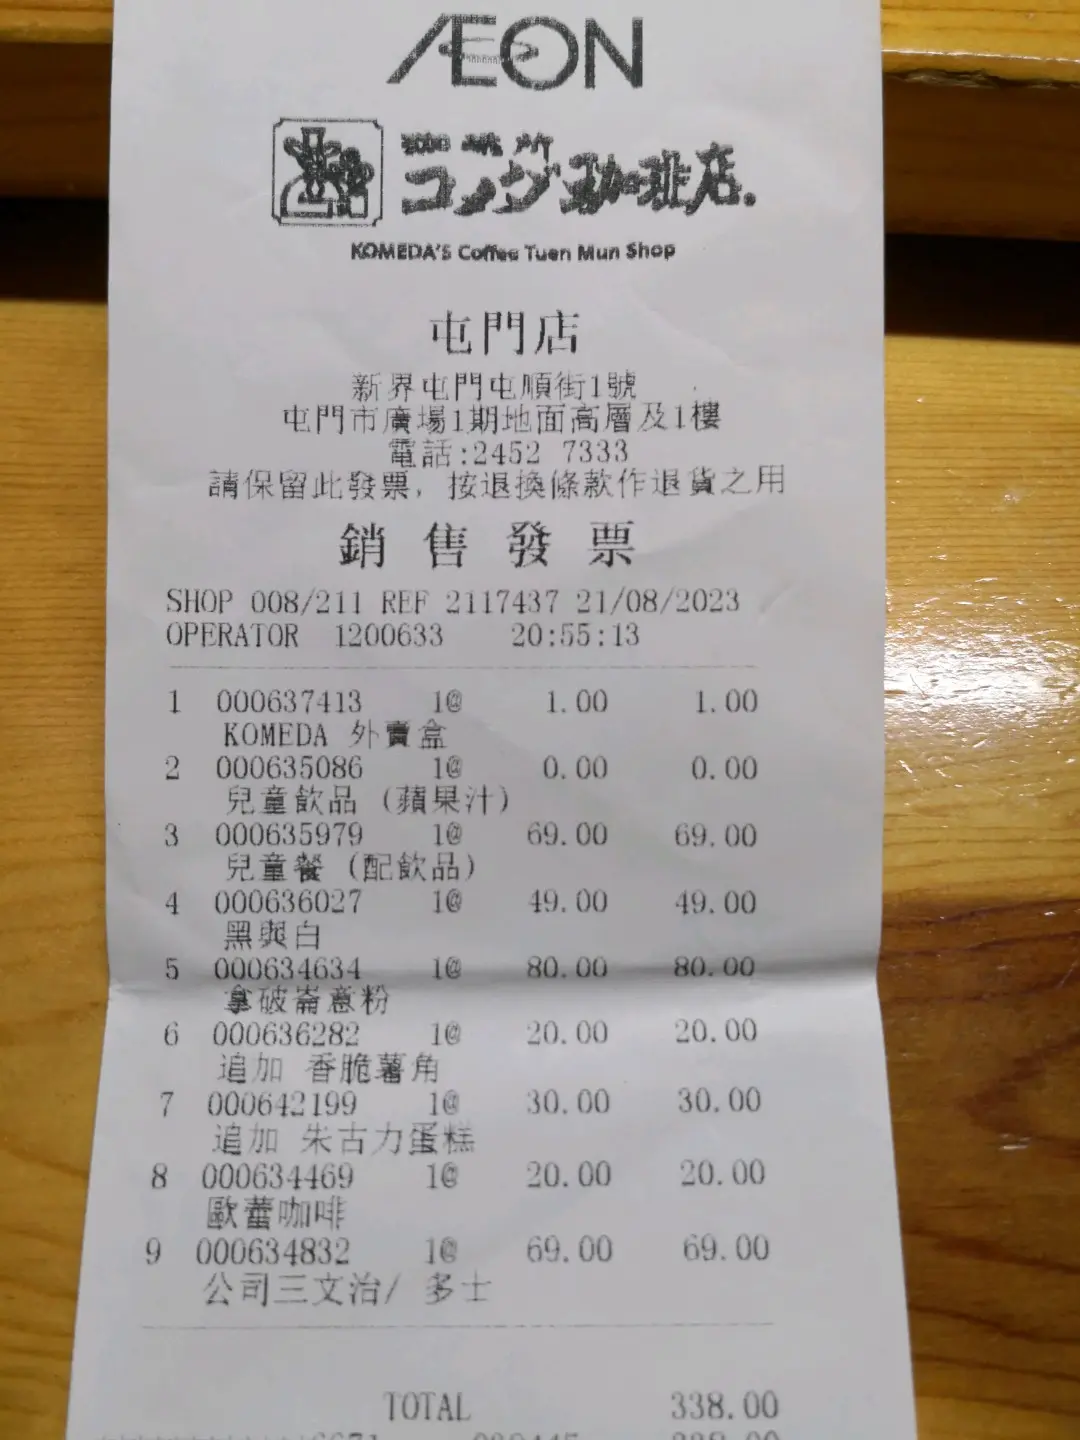 ÆON
コメダ珈琲店。
KOMEDA'S Coffee Tuen Mun Shop
屯門店
新界屯門屯順街1號
屯門市廣場1期地面高層及1樓
電話:2452 7333
請保留此發票, 按退換條款作退貨之用
銷售發票
SHOP 008/211 REF 2117437 21/08/2023
OPERATOR 1200633 20:55:13
1 000637413 1@ 1.00 1.00
KOMEDA 外賣盒
2 000635086 1@ 0.00 0.00
兒童飲品 (蘋果汁)
3 000635979 1@ 69.00 69.00
兒童餐 (配飲品)
4 000636027 1@ 49.00 49.00
黑與白
5 000634634 1@ 80.00 80.00
拿破崙意粉
6 000636282 1@ 20.00 20.00
追加 香脆薯角
7 000642199 1@ 30.00 30.00
追加 朱古力蛋糕
8 000634469 1@ 20.00 20.00
歐蕾咖啡
9 000634832 1@ 69.00 69.00
公司三文治/ 多士
TOTAL 338.00